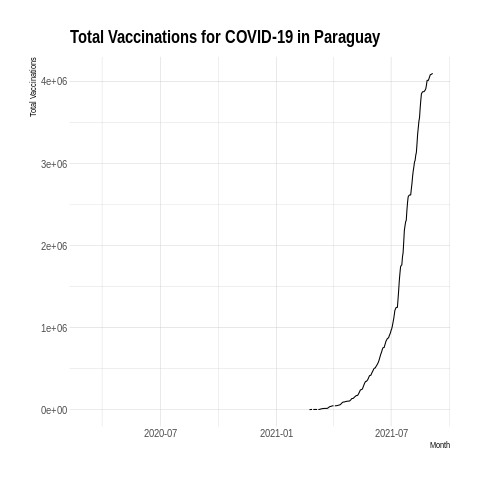 Total Vaccinations for COVID-19 in Paraguay
Total Vaccinations
4e+06
3e+06
2e+06
1e+06
0e+00
2020-07
2021-01
2021-07
Month